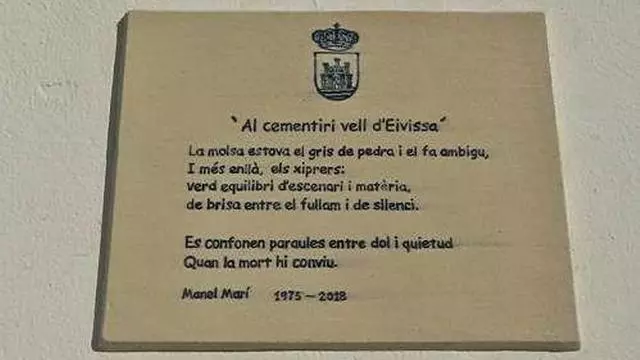 `Al cementiri vell d'Eivissa´
La molsa estova el gris de pedra i el fa ambigu,
I més enllà, els xiprers:
verd equilibri d'escenari i matèria,
de brisa entre el fullam i de silenci.
Es confonen paraules entre dol i quietud
Quan la mort hi conviu.
Manel Marí 1975 – 2018